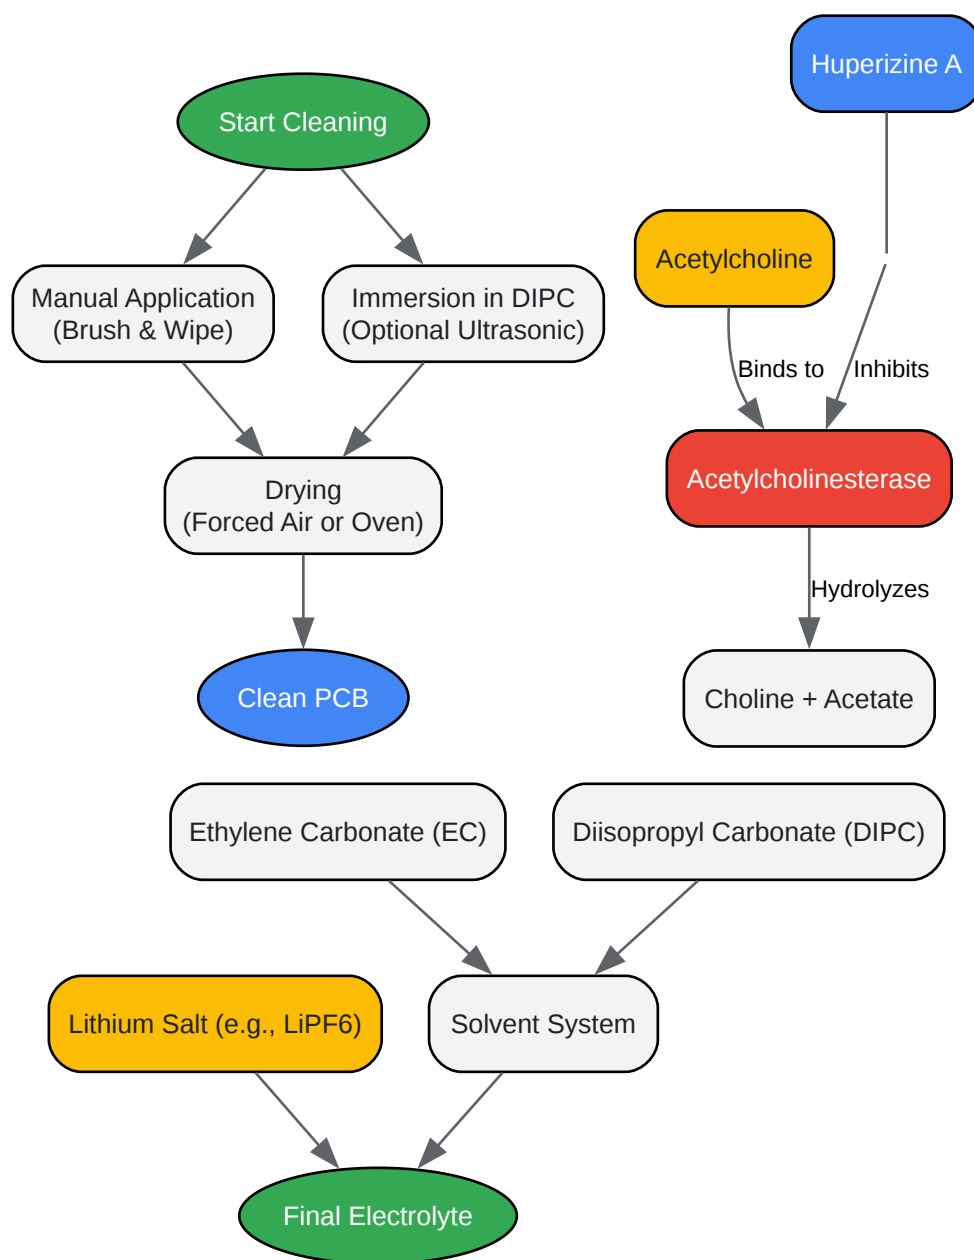 Start Cleaning
Manual Application
(Brush & Wipe)
Immersion in DIPC
(Optional Ultrasonic)
Drying
(Forced Air or Oven)
Clean PCB
Huperizine A
Acetylcholine
Binds to
Inhibits
Acetylcholinesterase
Hydrolyzes
Choline + Acetate
Ethylene Carbonate (EC)
Diisopropyl Carbonate (DIPC)
Lithium Salt (e.g., LiPF6)
Solvent System
Final Electrolyte